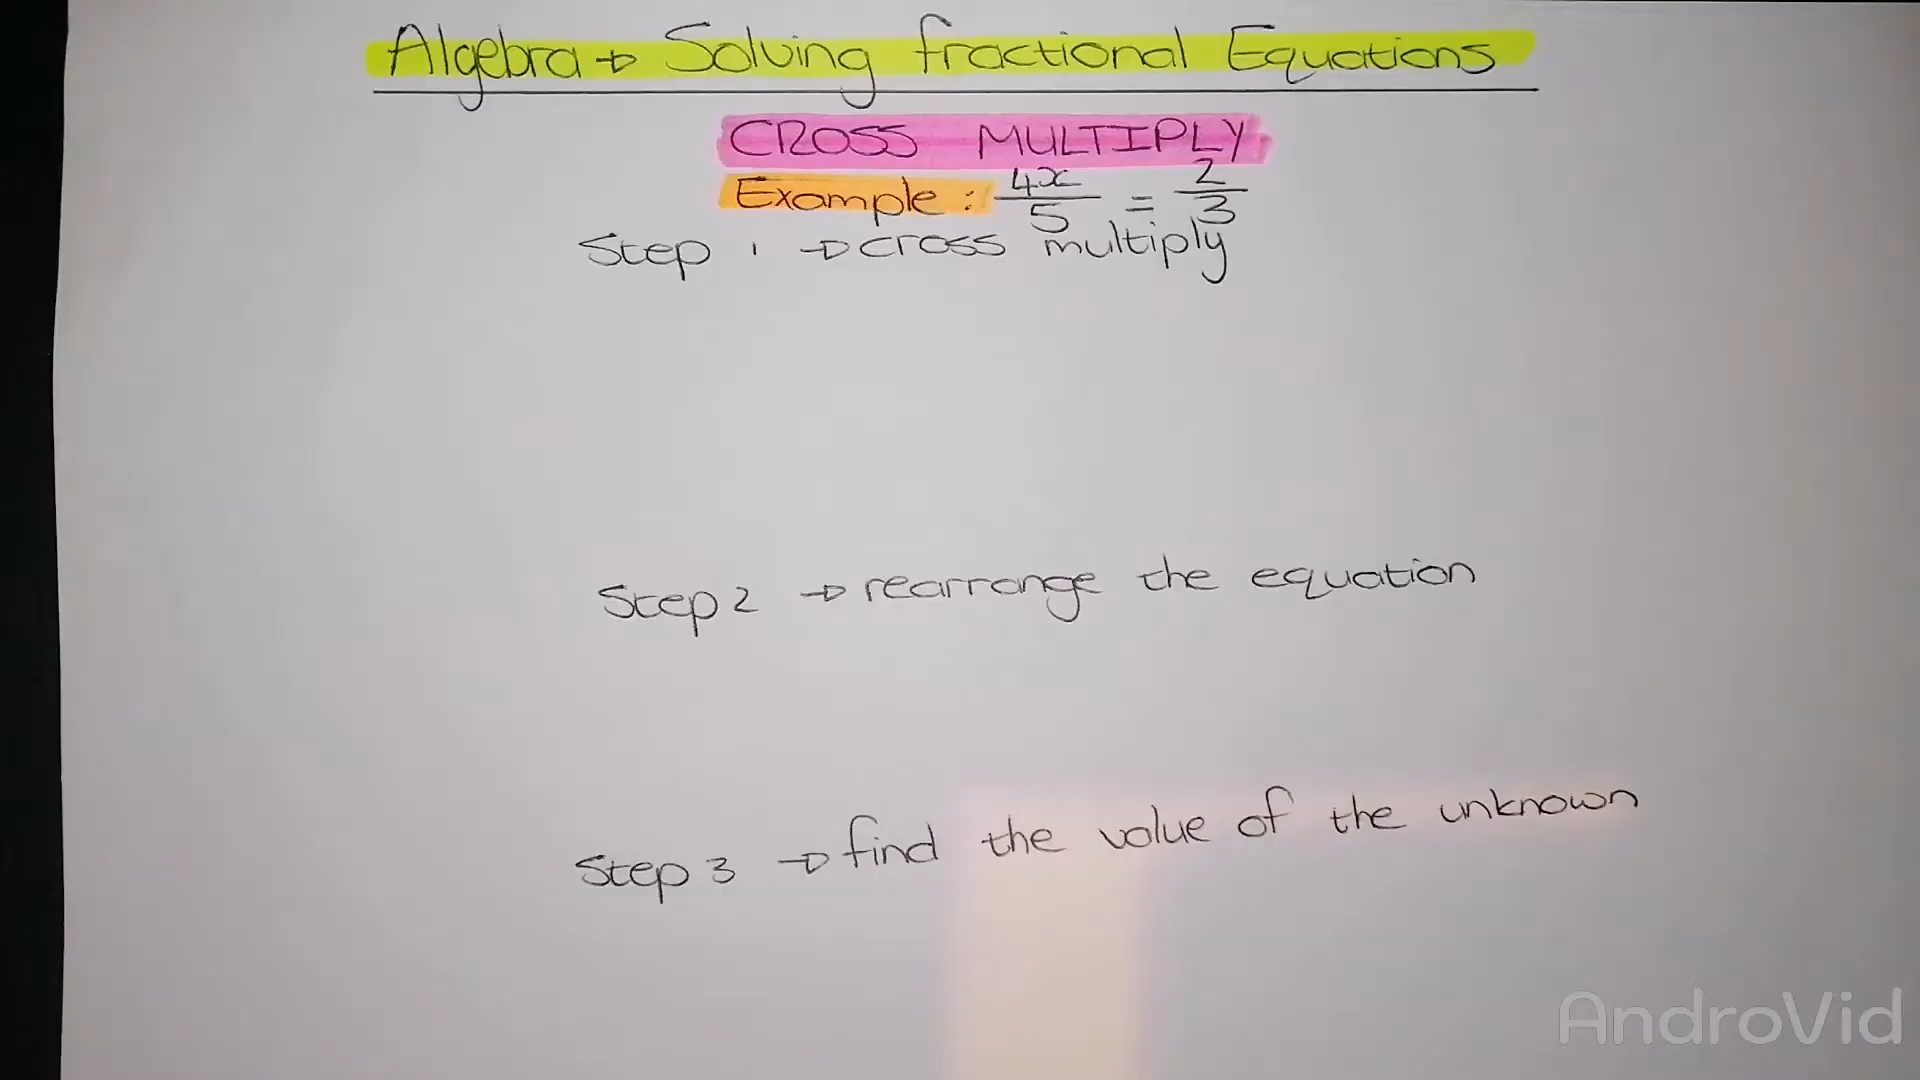 Algebra → Solving fractional Equations
CROSS MULTIPLY
Example : 4x/5 = 2/3
Step 1 → cross multiply
Step 2 → rearrange the equation
Step 3 → find the value of the unknown
AndroVid